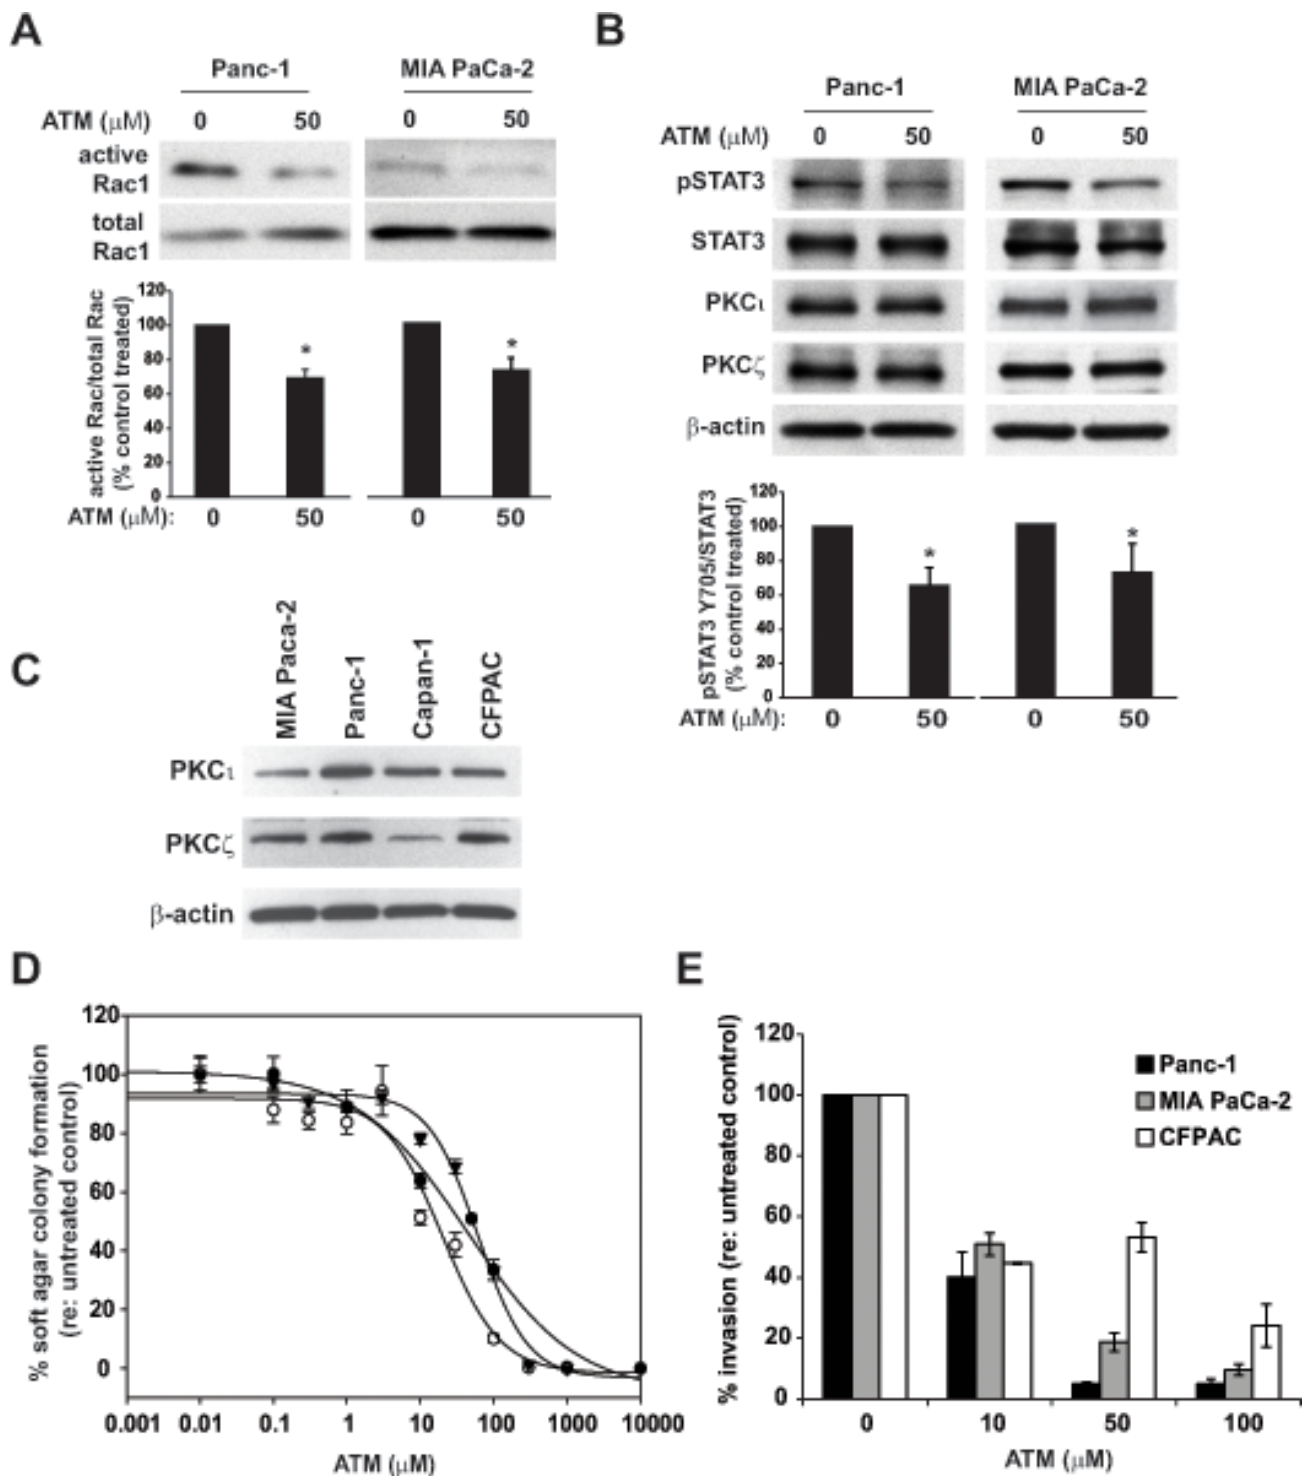 A
Panc-1 MIA PaCa-2
ATM (μM) 0 50 0 50
active
Rac1
total
Rac1
active Rac/total Rac
(% control treated)
120
100
80
60
40
20
0
* *
ATM (μM): 0 50 0 50
B
Panc-1 MIA PaCa-2
ATM (μM) 0 50 0 50
pSTAT3
STAT3
PKCι
PKCζ
β-actin
pSTAT3 Y705/STAT3
(% control treated)
120
100
80
60
40
20
0
* *
ATM (μM): 0 50 0 50
C
MIA Paca-2 Panc-1 Capan-1 CFPAC
PKCι
PKCζ
β-actin
D
% soft agar colony formation
(re: untreated control)
120
100
80
60
40
20
0
0.001 0.01 0.1 1 10 100 1000 10000
ATM (μM)
E
% invasion (re: untreated control)
120
100
80
60
40
20
0
Panc-1
MIA PaCa-2
CFPAC
0 10 50 100
ATM (μM)